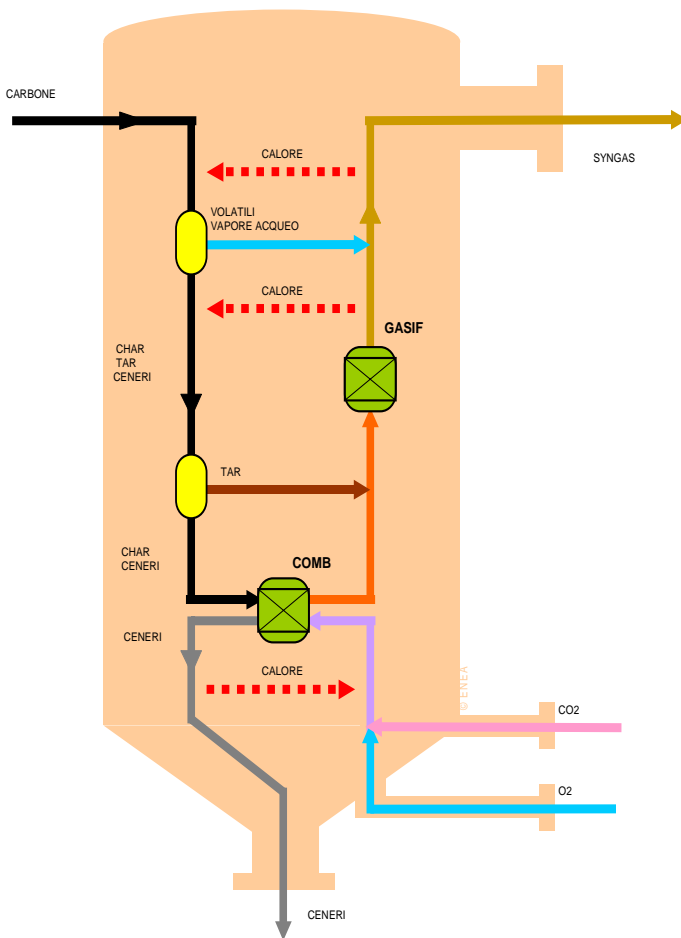 CARBONE
CALORE
SYNGAS
VOLATILI
VAPORE ACQUEO
CALORE
GASIF
CHAR
TAR
CENERI
TAR
CHAR
CENERI
COMB
CENERI
CALORE
© ENEA
CO2
O2
CENERI